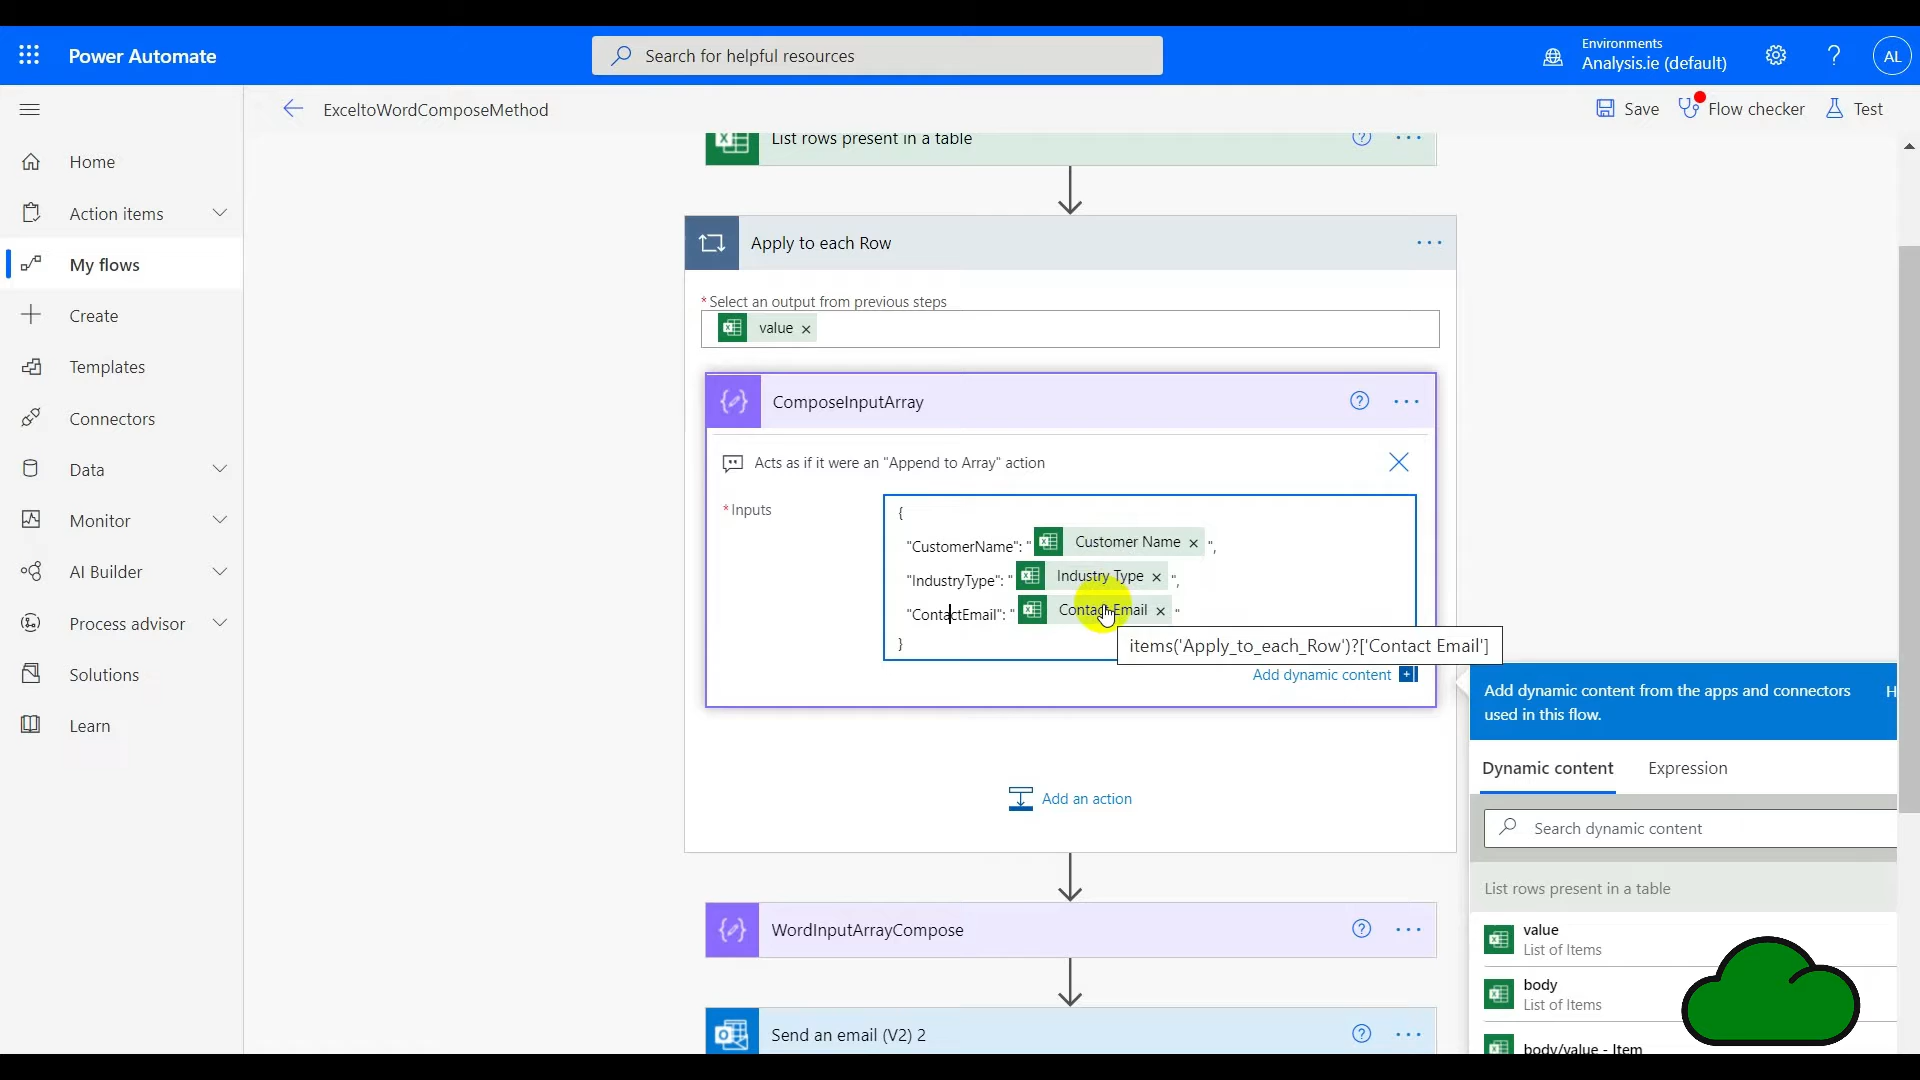 Power Automate
Search for helpful resources
Environments
Analysis.ie (default)
?
AL
ExceltoWordComposeMethod
Save
Flow checker
Test
Home
Action items
My flows
Create
Templates
Connectors
Data
Monitor
AI Builder
Process advisor
Solutions
Learn
List rows present in a table
Apply to each Row
* Select an output from previous steps
value ×
ComposeInputArray
Acts as if it were an "Append to Array" action
* Inputs
{
"CustomerName": " Customer Name × ",
"IndustryType": " Industry Type × ",
"ContactEmail": " Contact Email × "
}
items('Apply_to_each_Row')?['Contact Email']
Add dynamic content
Add an action
WordInputArrayCompose
Send an email (V2) 2
Add dynamic content from the apps and connectors
used in this flow.
H
Dynamic content
Expression
Search dynamic content
List rows present in a table
value
List of Items
body
List of Items
body/value - Item